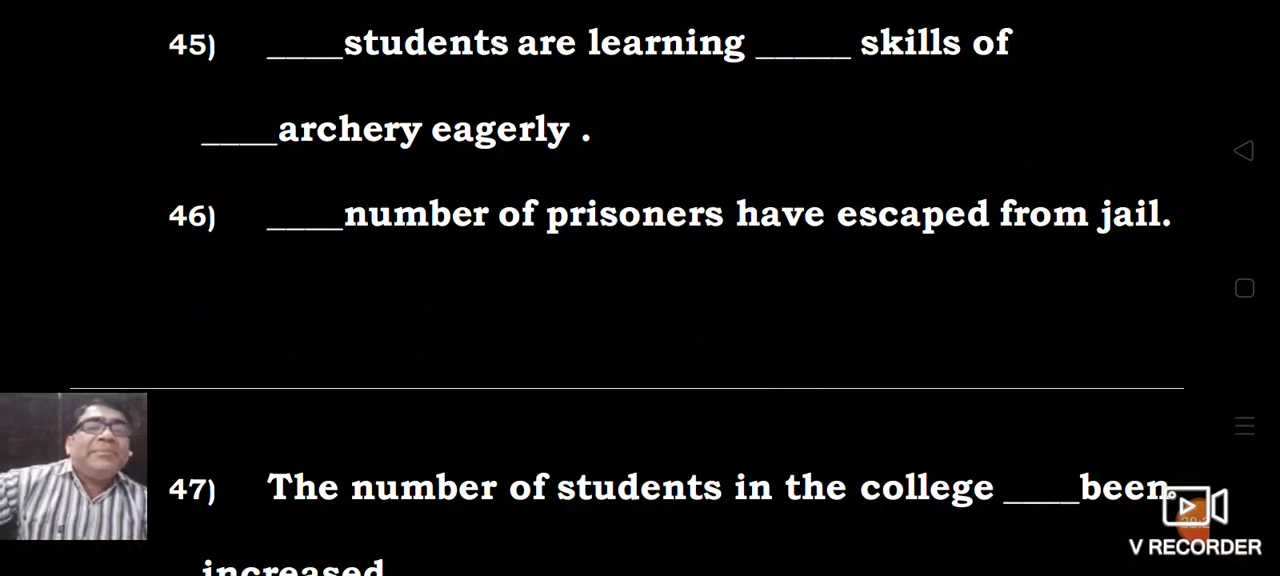 45) ____students are learning _____ skills of
____archery eagerly .
46) ____number of prisoners have escaped from jail.
47) The number of students in the college ____been
increased
V RECORDER